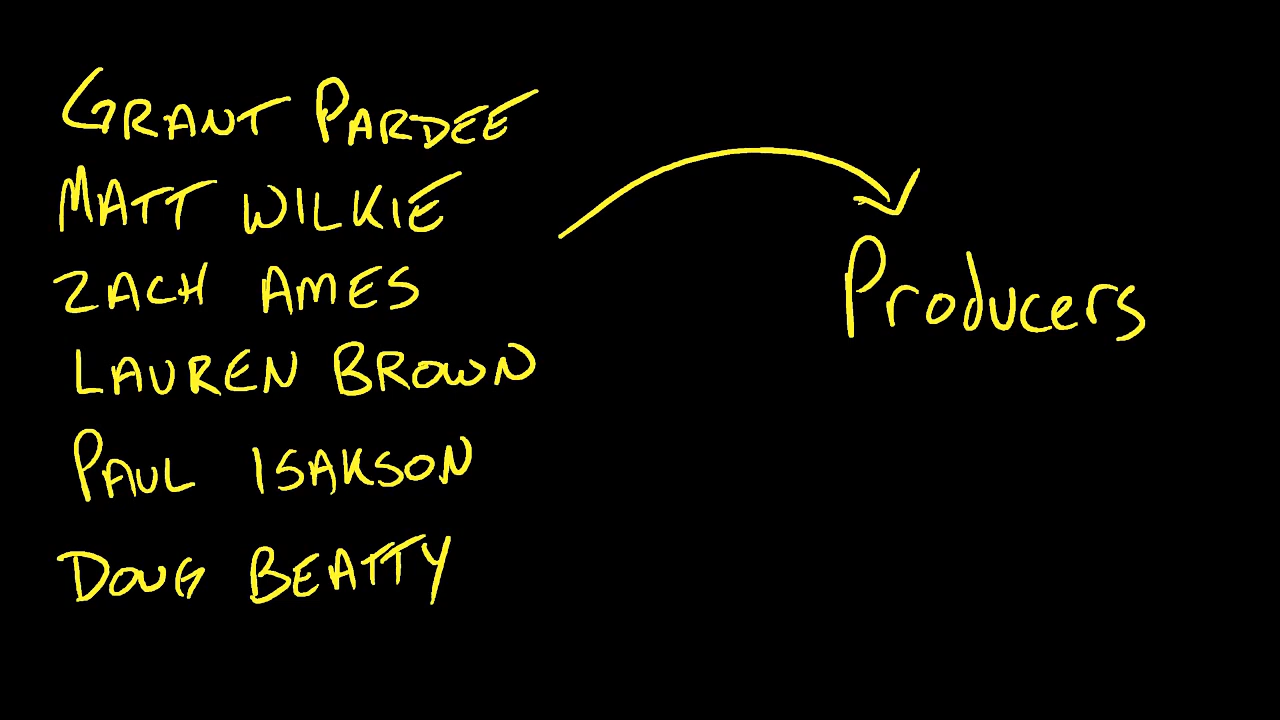 GRANT PARDEE
MATT WILKIE
ZACH AMES
LAUREN BROWN
PAUL ISAKSON
DOUG BEATTY
Producers